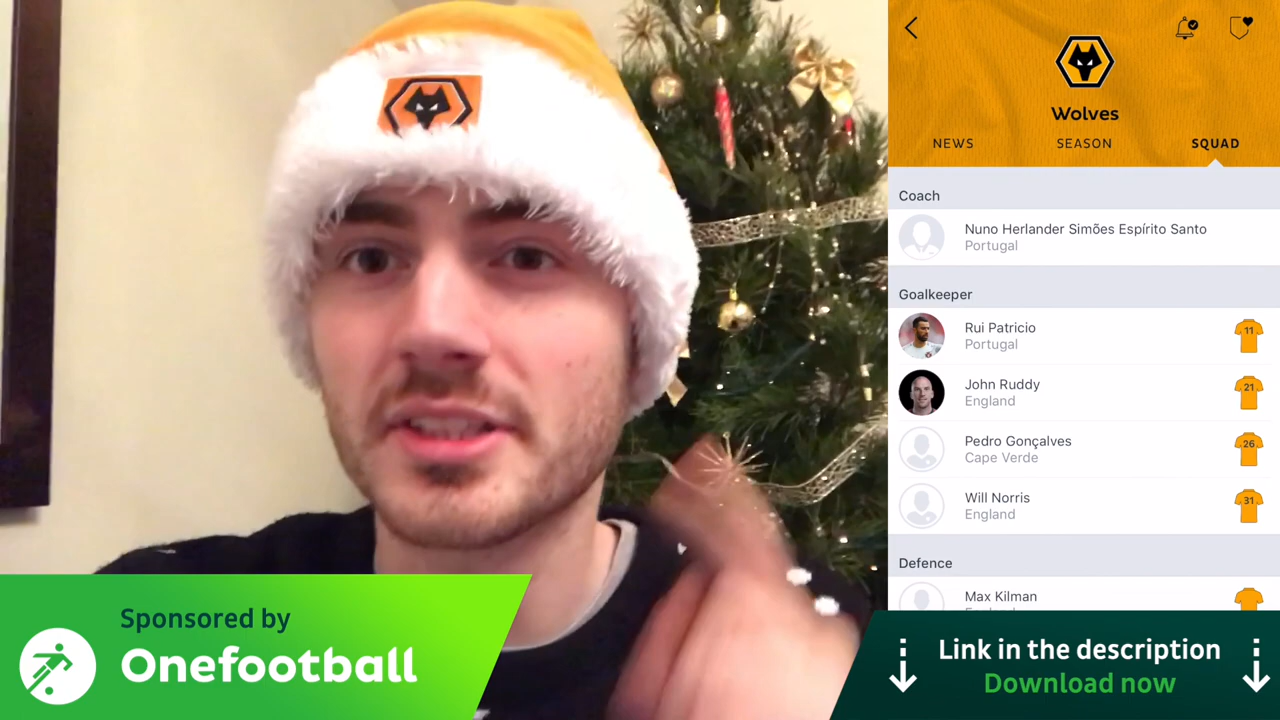 Wolves
NEWS
SEASON
SQUAD
Coach
Nuno Herlander Simões Espírito Santo
Portugal
Goalkeeper
Rui Patricio
Portugal
11
John Ruddy
England
21
Pedro Gonçalves
Cape Verde
26
Will Norris
England
31
Defence
Max Kilman
Sponsored by
Onefootball
Link in the description
Download now